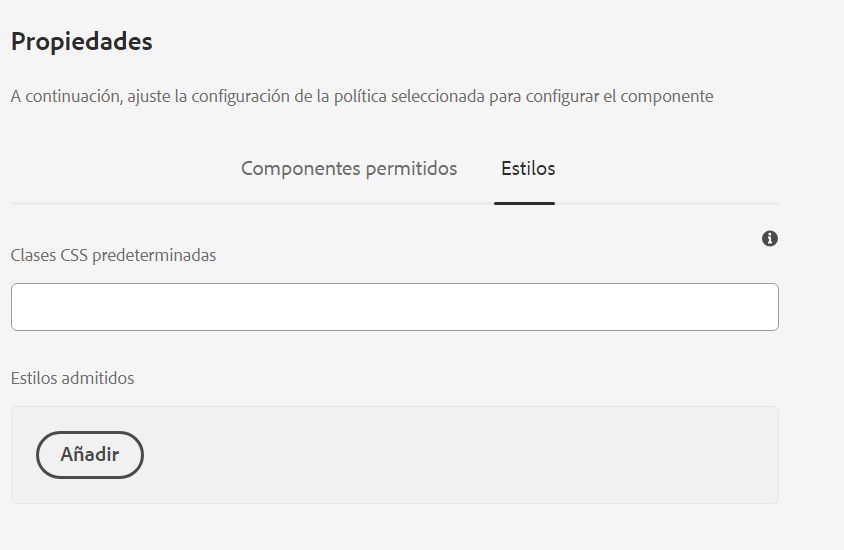 Propiedades
A continuación, ajuste la configuración de la política seleccionada para configurar el componente
Componentes permitidos
Estilos
Clases CSS predeterminadas
Estilos admitidos
Añadir